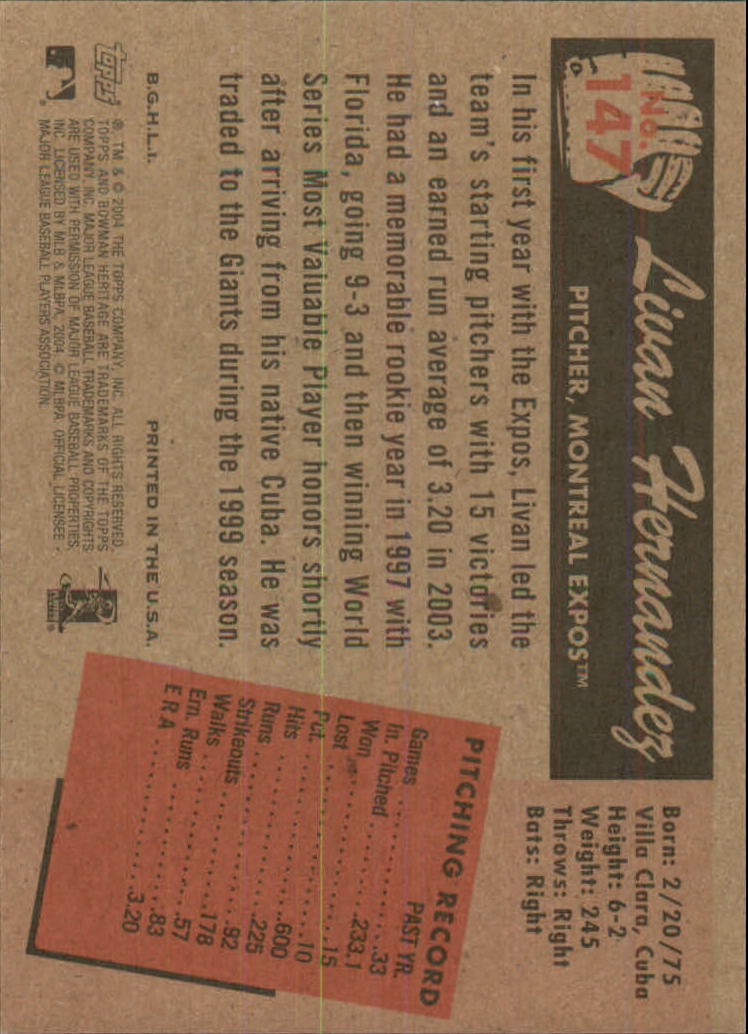 No.
147
Livan Hernandez
PITCHER, MONTREAL EXPOS™
Born: 2/20/75
Villa Clara, Cuba
Height: 6-2
Weight: 245
Throws: Right
Bats: Right
In his first year with the Expos, Livan led the
team's starting pitchers with 15 victories
and an earned run average of 3.20 in 2003.
He had a memorable rookie year in 1997 with
Florida, going 9-3 and then winning World
Series Most Valuable Player honors shortly
after arriving from his native Cuba. He was
traded to the Giants during the 1999 season.
PITCHING RECORD
PAST YR.
Games ..........33
In. Pitched ..........233.1
Won ..........15
Lost ..........10
Pct. ..........600
Hits ..........225
Runs ..........92
Strikeouts ..........178
Walks ..........57
Ern. Runs ..........83
E R A ..........3.20
B.G.H.L.I.
PRINTED IN THE U.S.A.
topps
® TM & © 2004 THE TOPPS COMPANY, INC. ALL RIGHTS RESERVED.
TOPPS AND BOWMAN HERITAGE ARE TRADEMARKS OF THE TOPPS
COMPANY, INC. MAJOR LEAGUE BASEBALL TRADEMARKS AND COPYRIGHTS
ARE USED WITH PERMISSION OF MAJOR LEAGUE BASEBALL PROPERTIES,
INC. LICENSED BY MLB & MLBPA, 2004. © MLBPA OFFICIAL LICENSEE -
MAJOR LEAGUE BASEBALL PLAYERS ASSOCIATION.